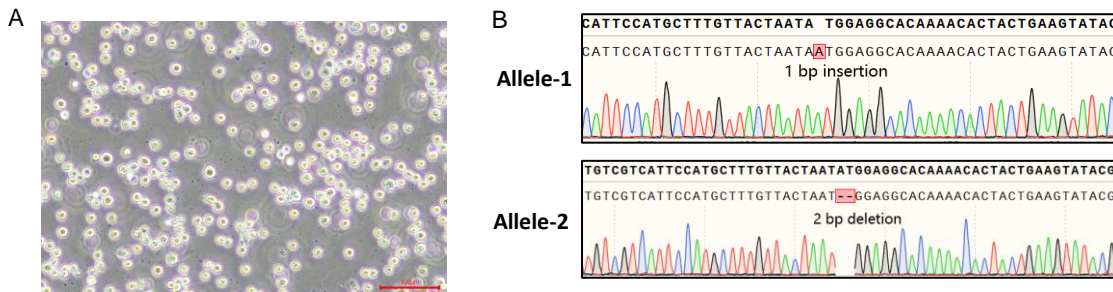 A
B
CATTCCATGCTTTGTTACTAATA TGGAGGCACAAAACACTACTGAAGTATAC
CATTCCATGCTTTGTTACTAATAATGGAGGCACAAAACACTACTGAAGTATAC
Allele-1
1 bp insertion
TGTCGTCATTCCATGCTTTGTTACTAATATGGAGGCACAAAACACTACTGAAGTATACG
TGTCGTCATTCCATGCTTTGTTACTAAT--GGAGGCACAAAACACTACTGAAGTATACG
Allele-2
2 bp deletion